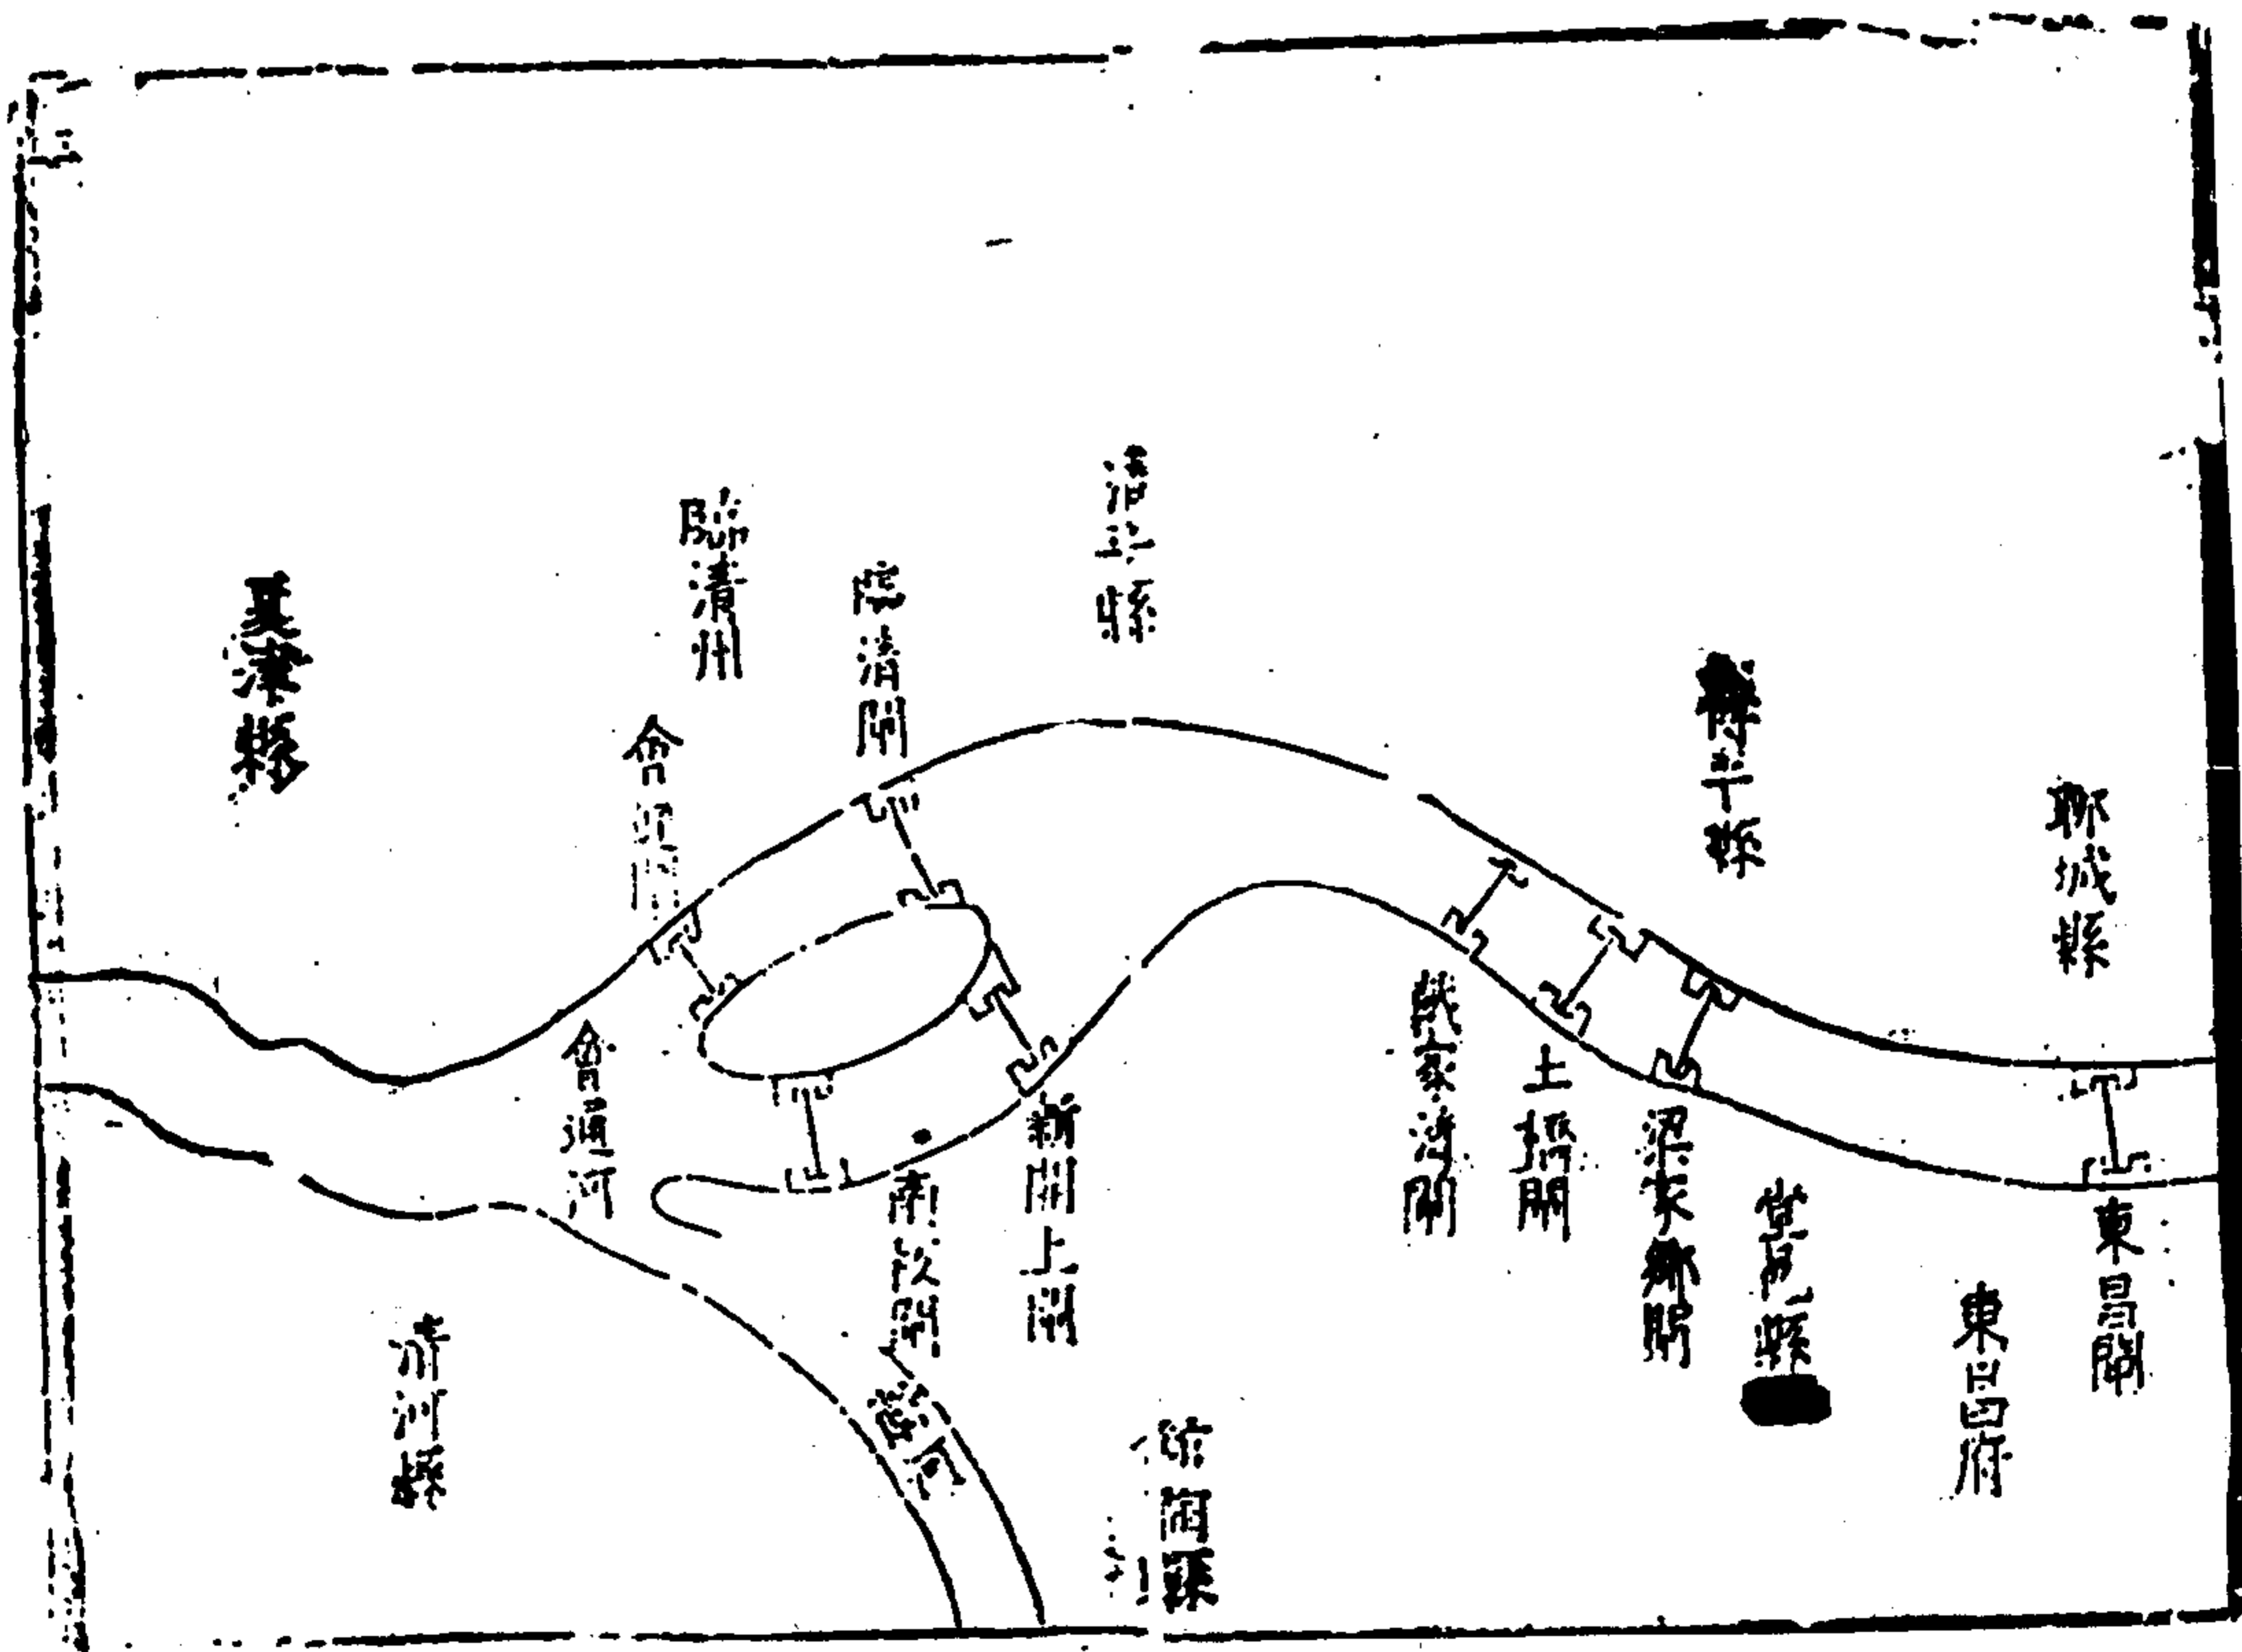 聊城縣
東昌閘
東昌府
博平縣
堂邑縣
梁家鄉閘
土橋閘
戴家灣閘
清平縣
新開上閘
南板閘
衛河
館陶縣
臨清閘
臨清州
會通閘
會通河
清河縣
夏津縣